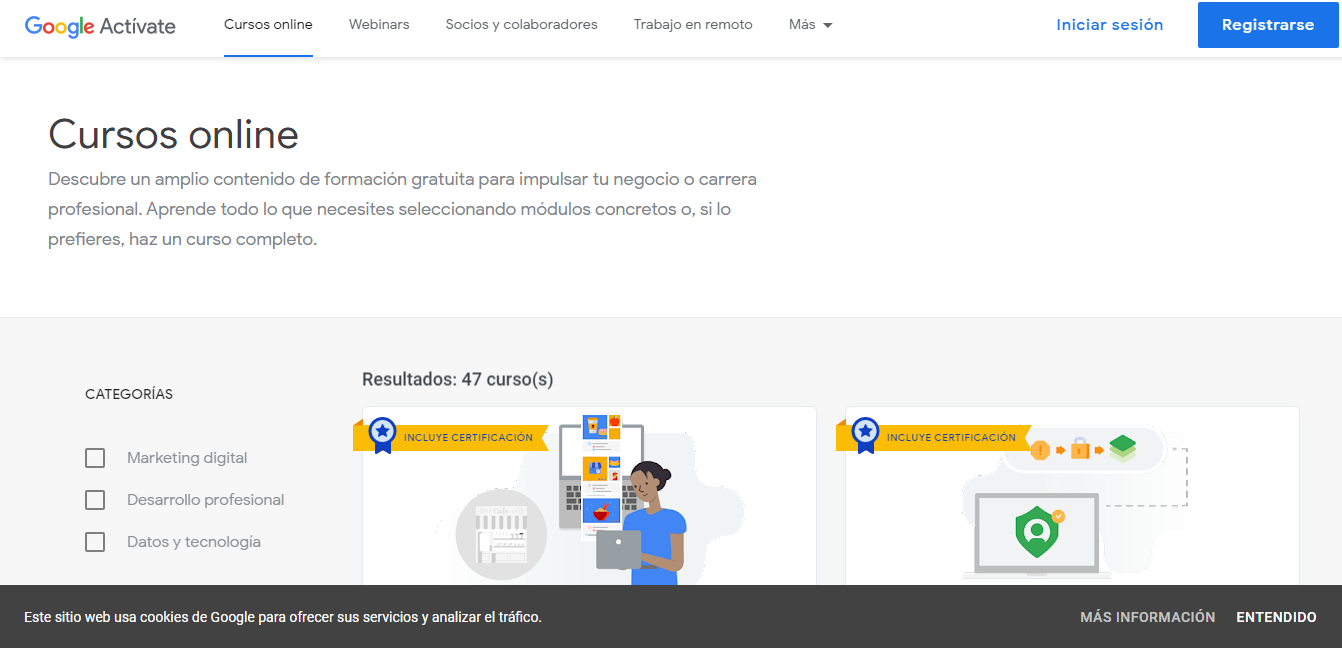 Google Actívate
Cursos online
Webinars
Socios y colaboradores
Trabajo en remoto
Más
Iniciar sesión
Registrarse
Cursos online
Descubre un amplio contenido de formación gratuita para impulsar tu negocio o carrera
profesional. Aprende todo lo que necesites seleccionando módulos concretos o, si lo
prefieres, haz un curso completo.
CATEGORÍAS
Marketing digital
Desarrollo profesional
Datos y tecnología
Resultados: 47 curso(s)
INCLUYE CERTIFICACIÓN
INCLUYE CERTIFICACIÓN
Este sitio web usa cookies de Google para ofrecer sus servicios y analizar el tráfico.
MÁS INFORMACIÓN
ENTENDIDO